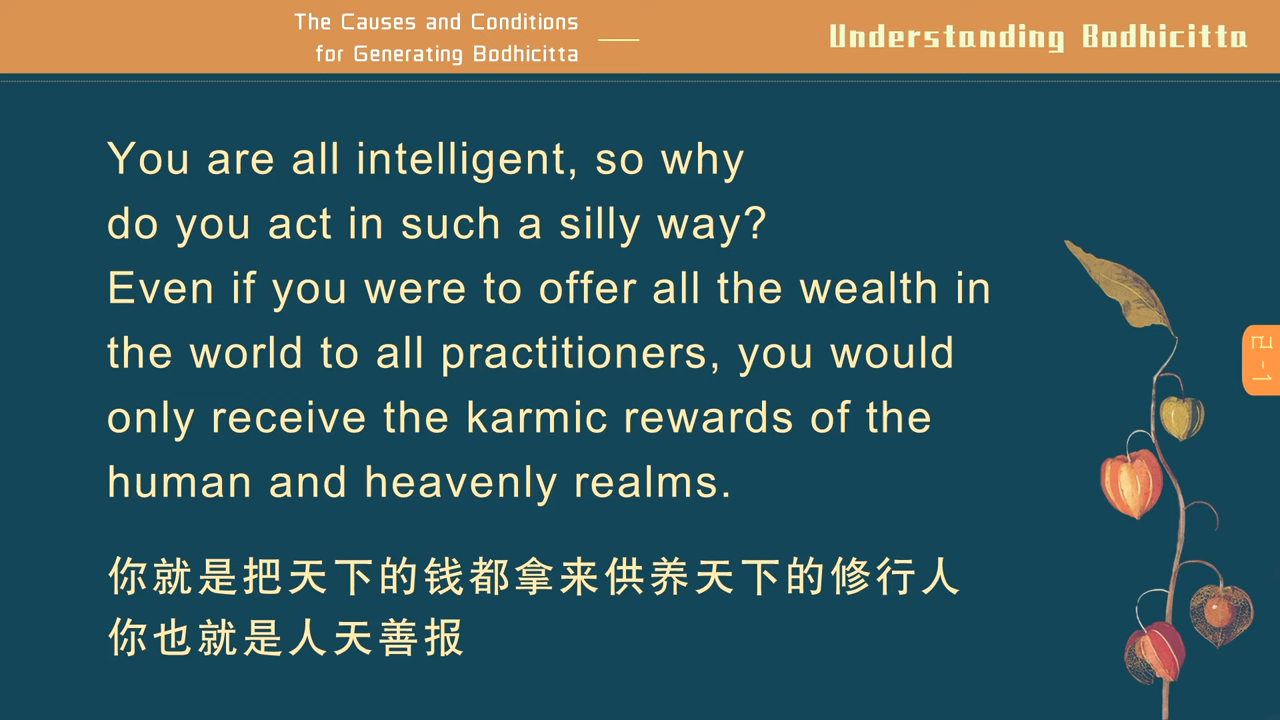 The Causes and Conditions
for Generating Bodhicitta
Understanding Bodhicitta
You are all intelligent, so why
do you act in such a silly way?
Even if you were to offer all the wealth in
the world to all practitioners, you would
only receive the karmic rewards of the
human and heavenly realms.
你就是把天下的钱都拿来供养天下的修行人
你也就是人天善报